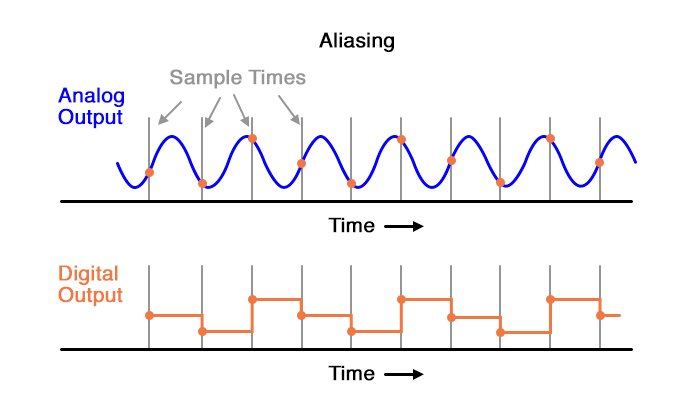 Aliasing
Sample Times
Analog
Output
Time
Digital
Output
Time